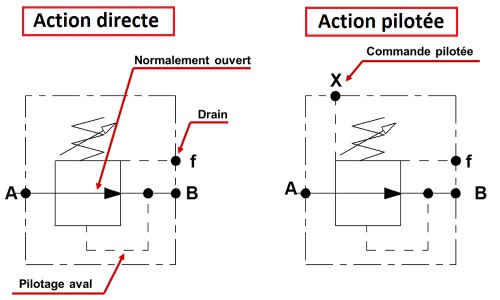 Action directe
Action pilotée
Normalement ouvert
Commande pilotée
X
Drain
f
f
A
B
A
B
Pilotage aval